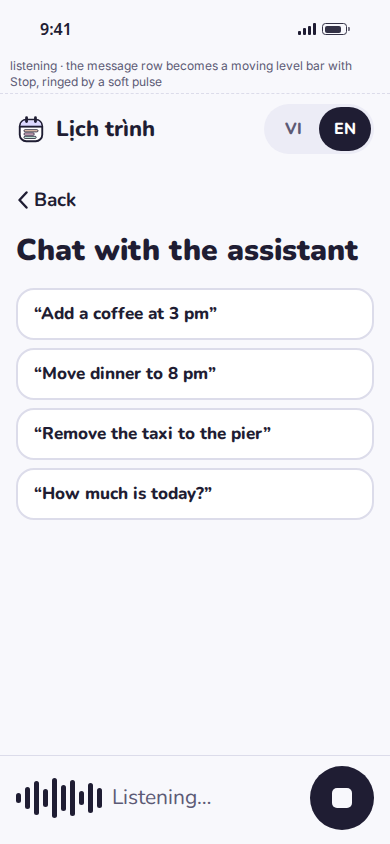 9:41
listening · the message row becomes a moving level bar with
Stop, ringed by a soft pulse
Lịch trình
VI EN
Back
Chat with the assistant
“Add a coffee at 3 pm”
“Move dinner to 8 pm”
“Remove the taxi to the pier”
“How much is today?”
Listening...